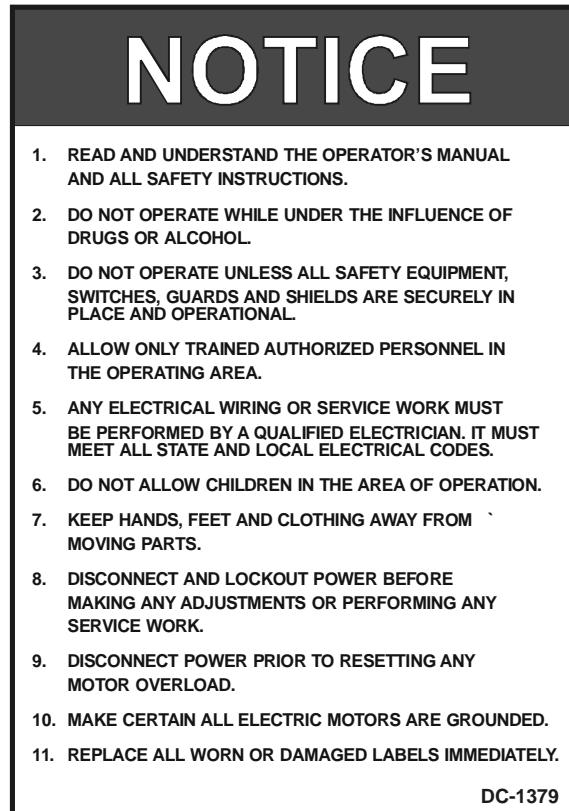 NOTICE
1. READ AND UNDERSTAND THE OPERATOR'S MANUAL
AND ALL SAFETY INSTRUCTIONS.
2. DO NOT OPERATE WHILE UNDER THE INFLUENCE OF
DRUGS OR ALCOHOL.
3. DO NOT OPERATE UNLESS ALL SAFETY EQUIPMENT,
SWITCHES, GUARDS AND SHIELDS ARE SECURELY IN
PLACE AND OPERATIONAL.
4. ALLOW ONLY TRAINED AUTHORIZED PERSONNEL IN
THE OPERATING AREA.
5. ANY ELECTRICAL WIRING OR SERVICE WORK MUST
BE PERFORMED BY A QUALIFIED ELECTRICIAN. IT MUST
MEET ALL STATE AND LOCAL ELECTRICAL CODES.
6. DO NOT ALLOW CHILDREN IN THE AREA OF OPERATION.
7. KEEP HANDS, FEET AND CLOTHING AWAY FROM `
MOVING PARTS.
8. DISCONNECT AND LOCKOUT POWER BEFORE
MAKING ANY ADJUSTMENTS OR PERFORMING ANY
SERVICE WORK.
9. DISCONNECT POWER PRIOR TO RESETTING ANY
MOTOR OVERLOAD.
10. MAKE CERTAIN ALL ELECTRIC MOTORS ARE GROUNDED.
11. REPLACE ALL WORN OR DAMAGED LABELS IMMEDIATELY.
DC-1379